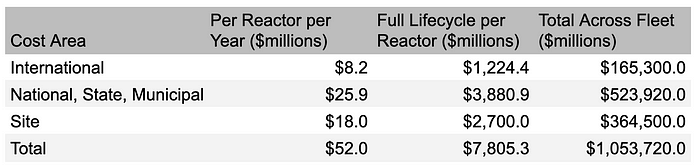 Cost Area Per Reactor per Year ($millions) Full Lifecycle per Reactor ($millions) Total Across Fleet ($millions)
International $8.2 $1,224.4 $165,300.0
National, State, Municipal $25.9 $3,880.9 $523,920.0
Site $18.0 $2,700.0 $364,500.0
Total $52.0 $7,805.3 $1,053,720.0